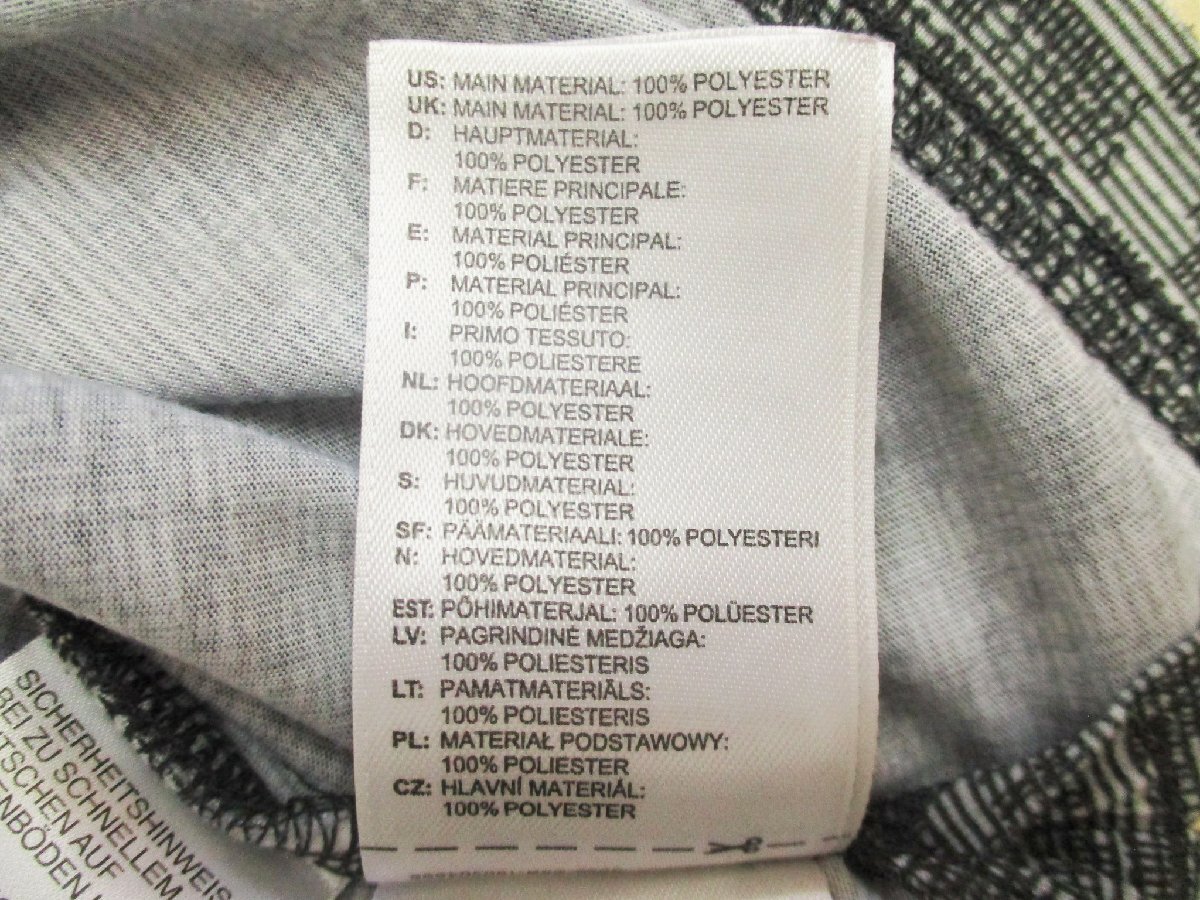 US: MAIN MATERIAL: 100% POLYESTER
UK: MAIN MATERIAL: 100% POLYESTER
D: HAUPTMATERIAL:
100% POLYESTER
F: MATIERE PRINCIPALE:
100% POLYESTER
E: MATERIAL PRINCIPAL:
100% POLIÉSTER
P: MATERIAL PRINCIPAL:
100% POLIÉSTER
I: PRIMO TESSUTO:
100% POLIESTERE
NL: HOOFDMATERIAAL:
100% POLYESTER
DK: HOVEDMATERIALE:
100% POLYESTER
S: HUVUDMATERIAL:
100% POLYESTER
SF: PÄÄMATERIAALI: 100% POLYESTERI
N: HOVEDMATERIAL:
100% POLYESTER
EST: PÕHIMATERJAL: 100% POLÜESTER
LV: PAGRINDINĖ MEDŽIAGA:
100% POLIESTERIS
LT: PAMATMATERIĀLS:
100% POLIESTERIS
PL: MATERIAŁ PODSTAWOWY:
100% POLIESTER
CZ: HLAVNÍ MATERIÁL:
100% POLYESTER
SICHERHEITSHINWEIS
BEI ZU SCHNELLEM
TSCHEN AUF
ENBÖDEN